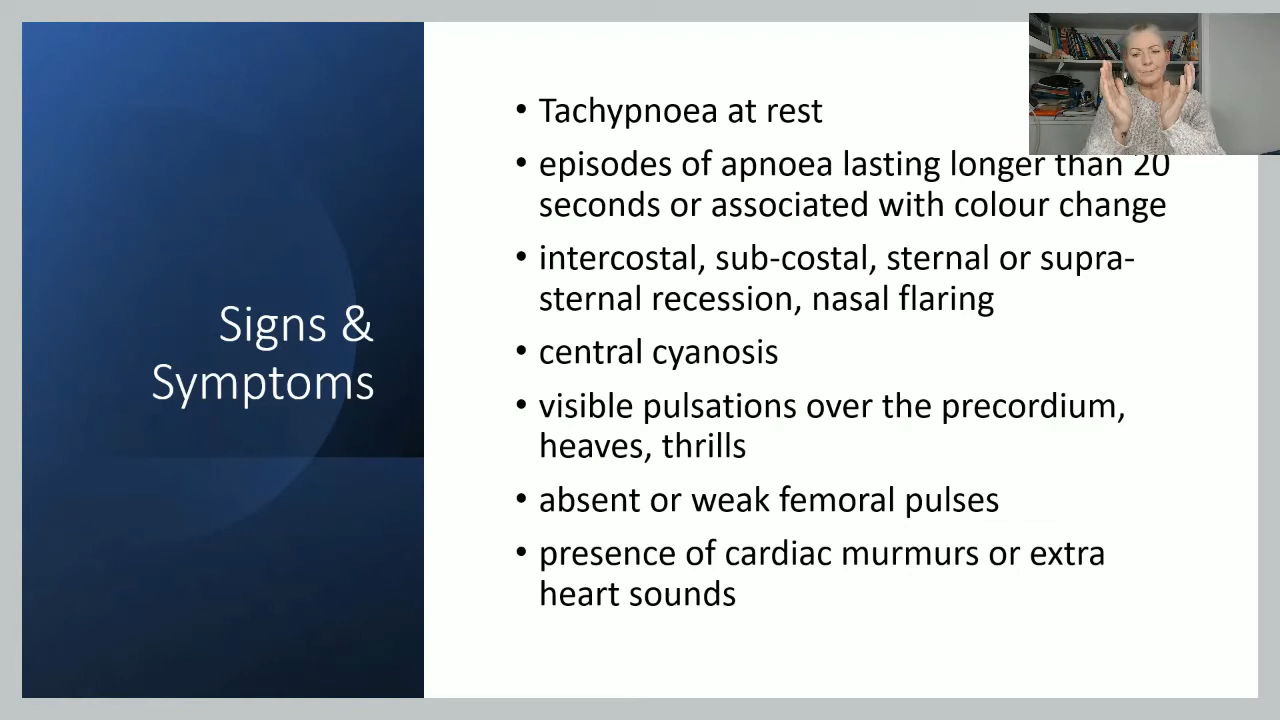 Signs &
Symptoms
• Tachypnoea at rest
• episodes of apnoea lasting longer than 20
seconds or associated with colour change
• intercostal, sub-costal, sternal or supra-
sternal recession, nasal flaring
• central cyanosis
• visible pulsations over the precordium,
heaves, thrills
• absent or weak femoral pulses
• presence of cardiac murmurs or extra
heart sounds